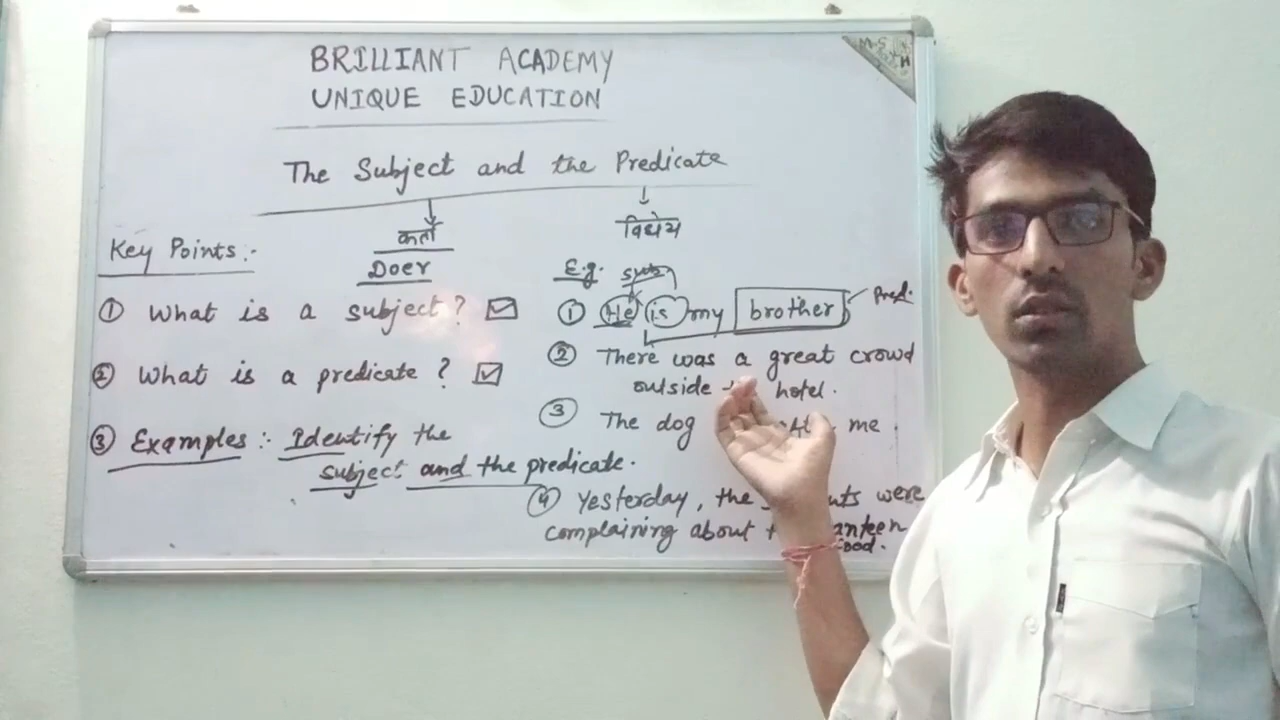 BRILLIANT ACADEMY
UNIQUE EDUCATION
The Subject and the Predicate
कर्ता
विधेय
Doer
Key Points:-
① What is a subject?
② What is a predicate?
③ Examples:- Identify the
subject and the predicate.
E.g.
sub
① He is my brother
Pred.
② There was a great crowd
outside hotel.
③ The dog me
④ Yesterday, the were
complaining about
food.